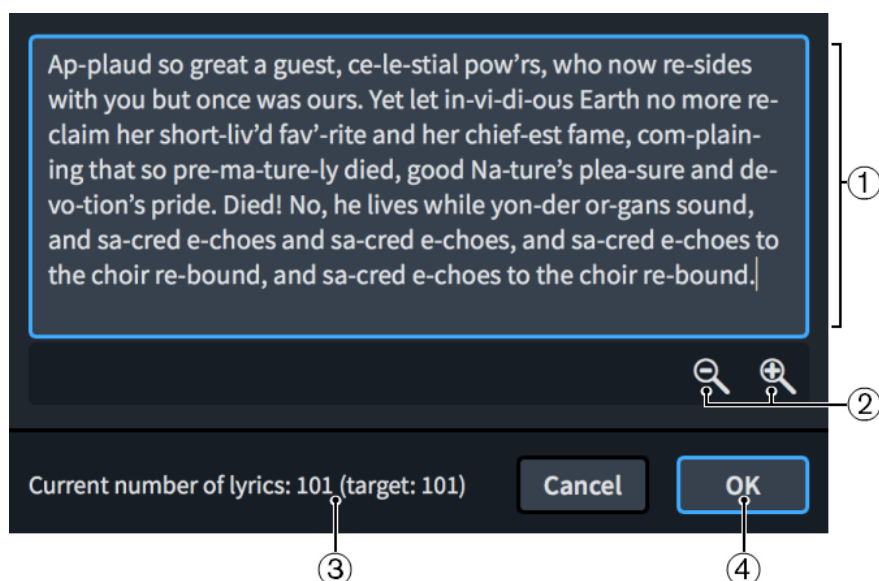 Ap-plaud so great a guest, ce-le-stial pow’rs, who now re-sides
with you but once was ours. Yet let in-vi-di-ous Earth no more re-
claim her short-liv’d fav’-rite and her chief-est fame, com-plain-
ing that so pre-ma-ture-ly died, good Na-ture’s plea-sure and de-
vo-tion’s pride. Died! No, he lives while yon-der or-gans sound,
and sa-cred e-choes and sa-cred e-choes, and sa-cred e-choes to
the choir re-bound, and sa-cred e-choes to the choir re-bound.
①
②
Current number of lyrics: 101 (target: 101)
Cancel
OK
③
④